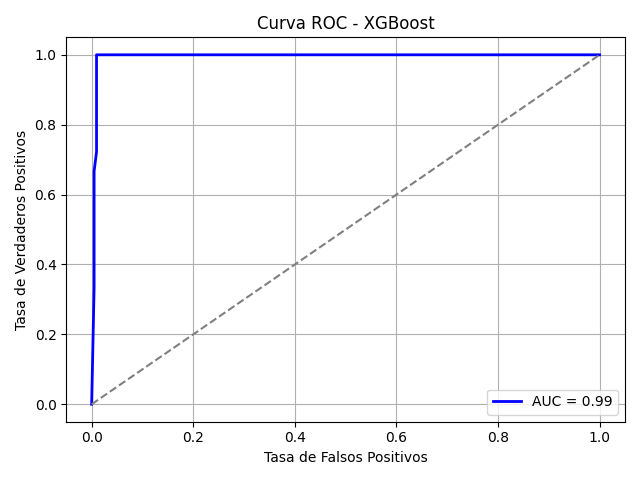 Curva ROC - XGBoost
Tasa de Verdaderos Positivos
1.0
0.8
0.6
0.4
0.2
0.0
AUC = 0.99
0.0 0.2 0.4 0.6 0.8 1.0
Tasa de Falsos Positivos